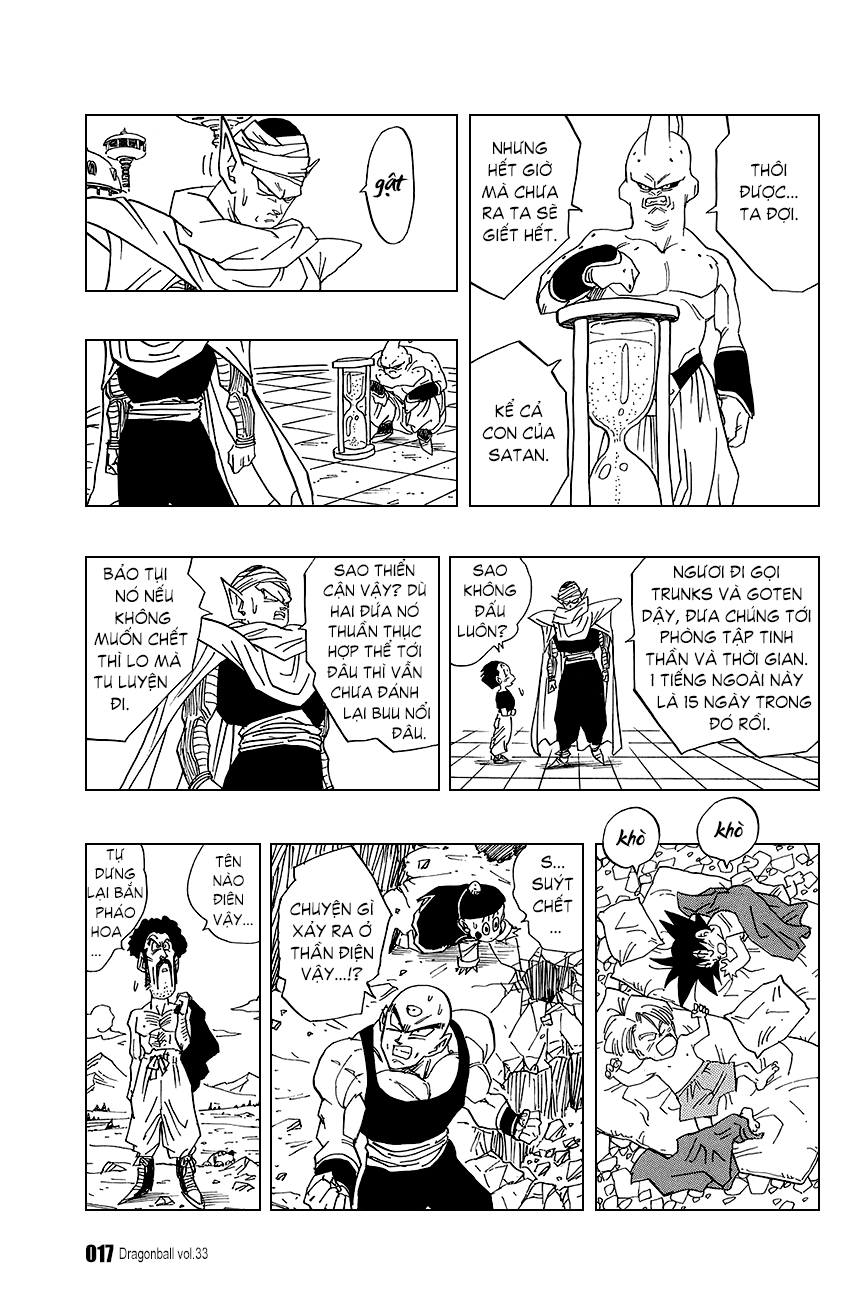 THÔI
ĐƯỢC...
TA ĐỢI.
NHƯNG
HẾT GIỜ
MÀ CHƯA
RA TA SẼ
GIẾT HẾT.
KỂ CẢ
CON CỦA
SATAN.
gật
NGƯƠI ĐI GỌI
TRUNKS VÀ GOTEN
DẬY, ĐƯA CHÚNG TỚI
PHÒNG TẬP TINH
THẦN VÀ THỜI GIAN.
1 TIẾNG NGOÀI NÀY
LÀ 15 NGÀY TRONG
ĐÓ RỒI.
SAO
KHÔNG
ĐẤU
LUÔN?
SAO THIỂN
CẬN VẬY? DÙ
HAI ĐỨA NÓ
THUẦN THỤC
HỢP THỂ TỚI
ĐÂU THÌ VẪN
CHƯA ĐÁNH
LẠI BUU NỔI
ĐÂU.
BẢO TỤI
NÓ NẾU
KHÔNG
MUỐN CHẾT
THÌ LO MÀ
TU LUYỆN
ĐI.
khò
khò
S...
SUÝT
CHẾT
...
CHUYỆN GÌ
XẢY RA Ở
THẦN ĐIỆN
VẬY...!?
TÊN
NÀO
ĐIÊN
VẬY...
TỰ
DƯNG
LẠI BẮN
PHÁO
HOA
...
017 Dragonball vol.33